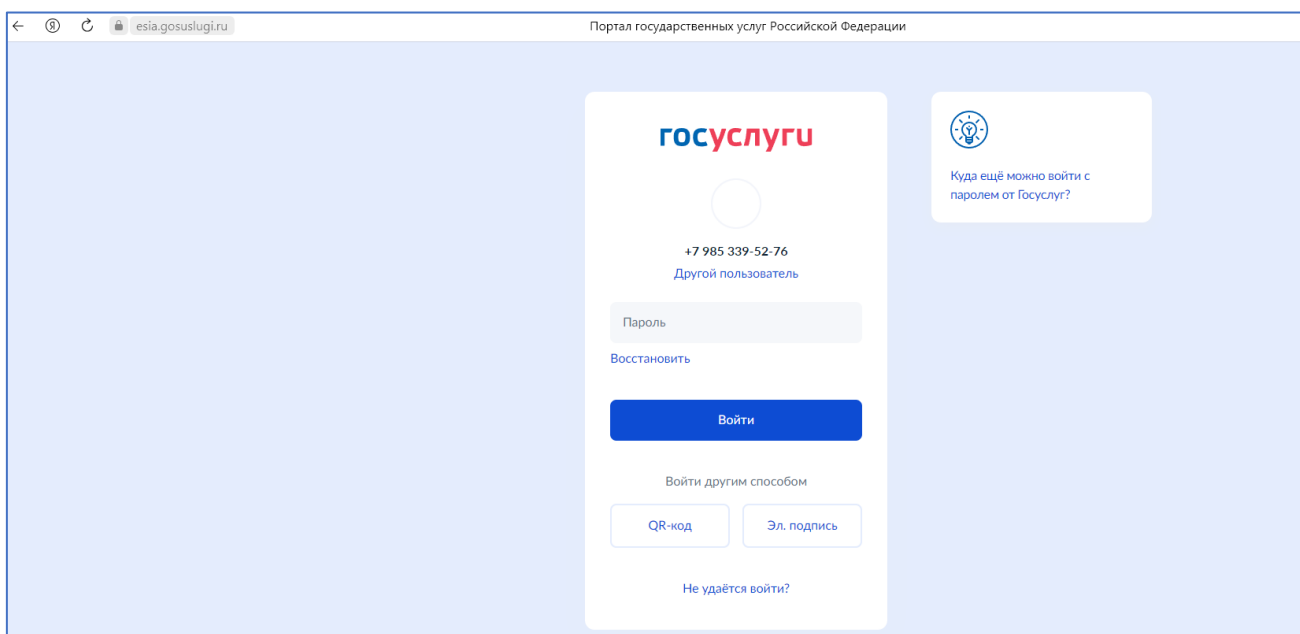 esia.gosuslugi.ru
Портал государственных услуг Российской Федерации
госуслуги
+7 985 339-52-76
Другой пользователь
Пароль
Восстановить
Войти
Войти другим способом
QR-код
Эл. подпись
Не удаётся войти?
Куда ещё можно войти с
паролем от Госуслуг?